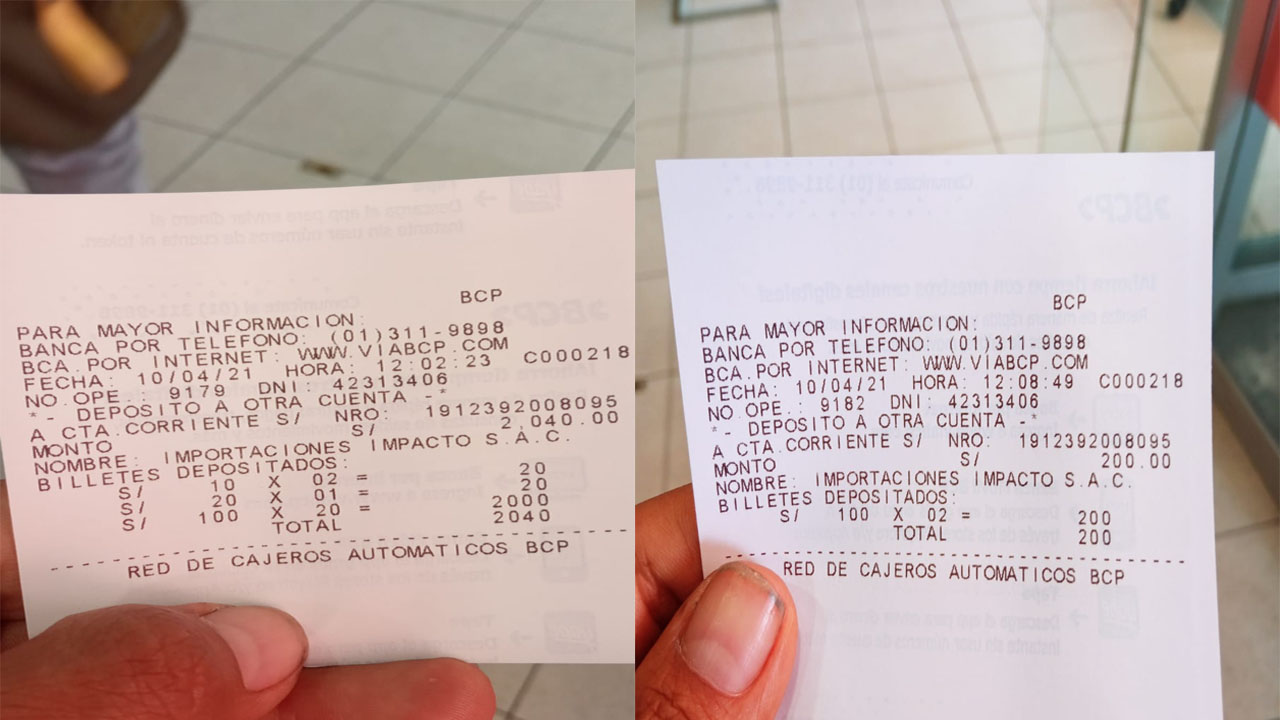 BCP
PARA MAYOR INFORMACION:
BANCA POR TELEFONO: (01)311-9898
BCA.POR INTERNET: WWW.VIABCP.COM
FECHA: 10/04/21 HORA: 12:02:23 C000218
NO.OPE.: 9179 DNI: 42313406
*- DEPOSITO A OTRA CUENTA -*
A CTA.CORRIENTE S/ NRO: 1912392008095
MONTO S/ 2,040.00
NOMBRE: IMPORTACIONES IMPACTO S.A.C.
BILLETES DEPOSITADOS:
S/ 10 X 02 = 20
S/ 20 X 01 = 20
S/ 100 X 20 = 2000
TOTAL 2040
RED DE CAJEROS AUTOMATICOS BCP
BCP
PARA MAYOR INFORMACION:
BANCA POR TELEFONO: (01)311-9898
BCA.POR INTERNET: WWW.VIABCP.COM
FECHA: 10/04/21 HORA: 12:08:49 C000218
NO.OPE.: 9182 DNI: 42313406
*- DEPOSITO A OTRA CUENTA -*
A CTA.CORRIENTE S/ NRO: 1912392008095
MONTO S/ 200.00
NOMBRE: IMPORTACIONES IMPACTO S.A.C.
BILLETES DEPOSITADOS:
S/ 100 X 02 = 200
TOTAL 200
RED DE CAJEROS AUTOMATICOS BCP